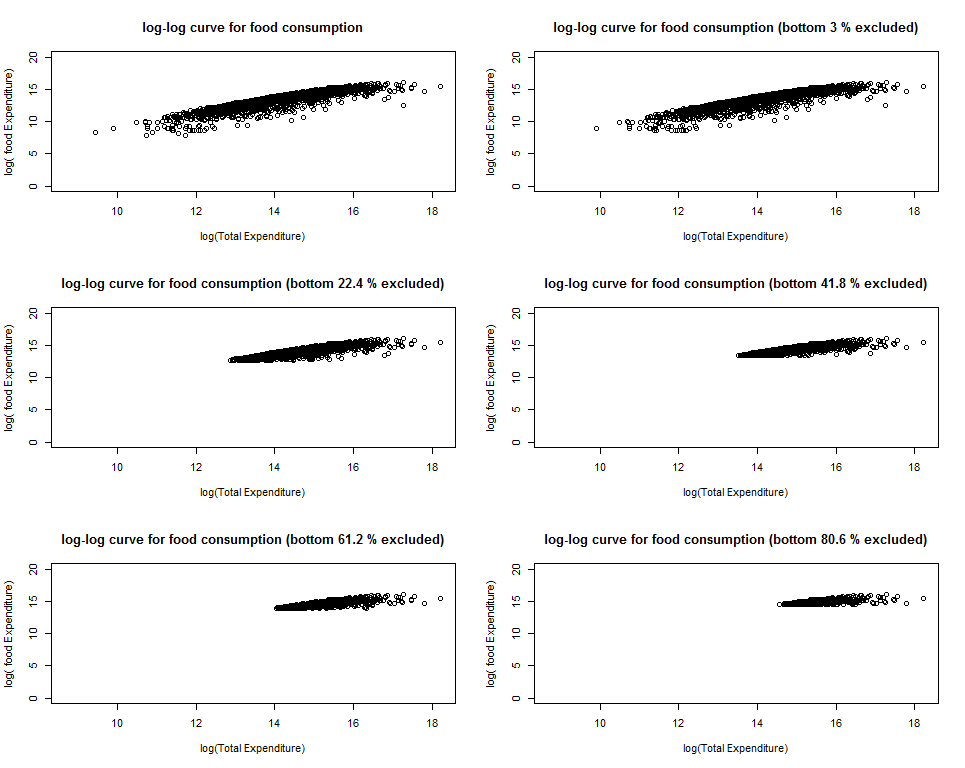 log-log curve for food consumption
log( food Expenditure)
20
15
10
5
0
10 12 14 16 18
log(Total Expenditure)
log-log curve for food consumption (bottom 3 % excluded)
log( food Expenditure)
20
15
10
5
0
10 12 14 16 18
log(Total Expenditure)
log-log curve for food consumption (bottom 22.4 % excluded)
log( food Expenditure)
20
15
10
5
0
10 12 14 16 18
log(Total Expenditure)
log-log curve for food consumption (bottom 41.8 % excluded)
log( food Expenditure)
20
15
10
5
0
10 12 14 16 18
log(Total Expenditure)
log-log curve for food consumption (bottom 61.2 % excluded)
log( food Expenditure)
20
15
10
5
0
10 12 14 16 18
log(Total Expenditure)
log-log curve for food consumption (bottom 80.6 % excluded)
log( food Expenditure)
20
15
10
5
0
10 12 14 16 18
log(Total Expenditure)